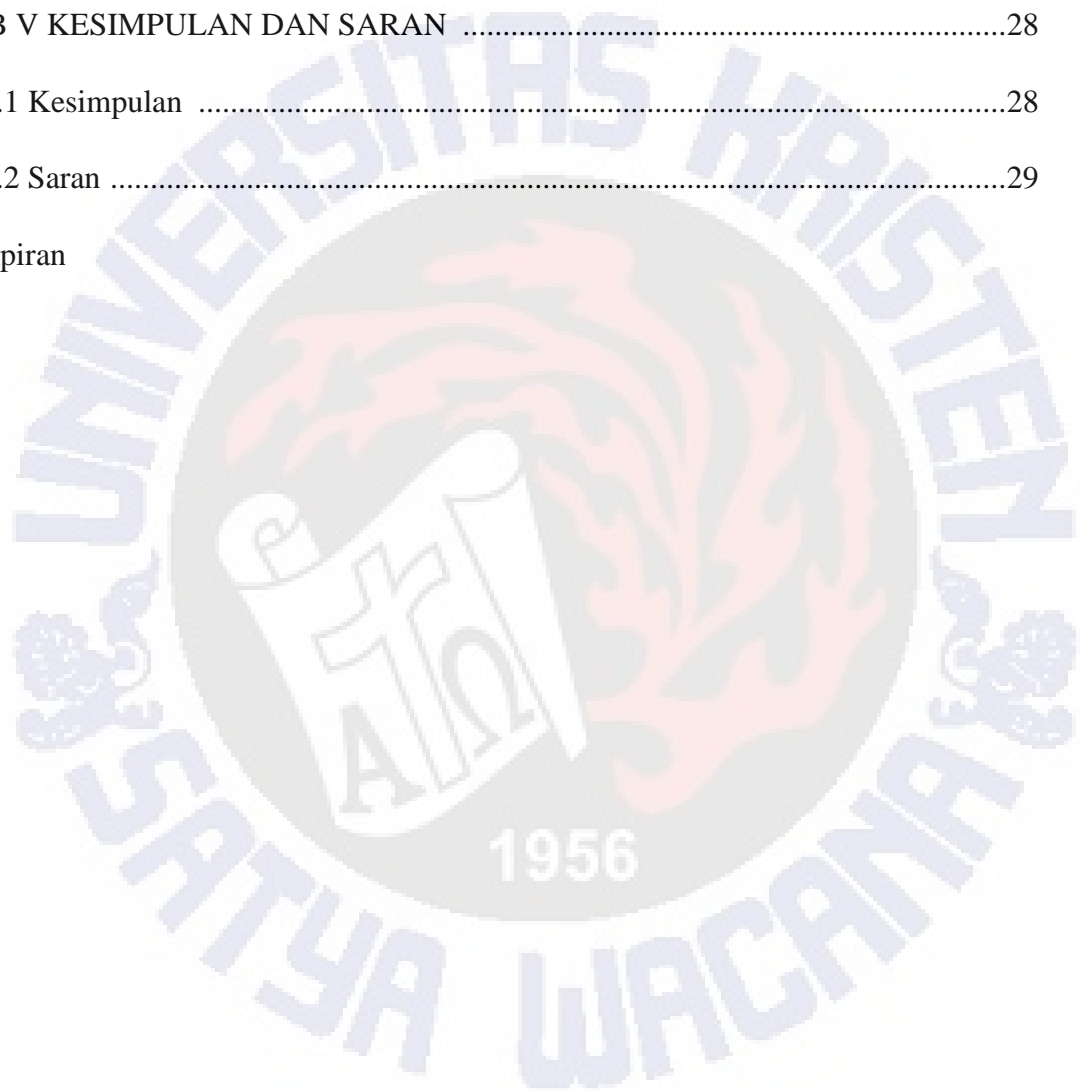 B V KESIMPULAN DAN SARAN ....................................................................28
.1 Kesimpulan .....................................................................................................28
.2 Saran ................................................................................................................29
piran
UNIVERSITAS KRISTEN
SATYA WACANA
Α Ω
1956